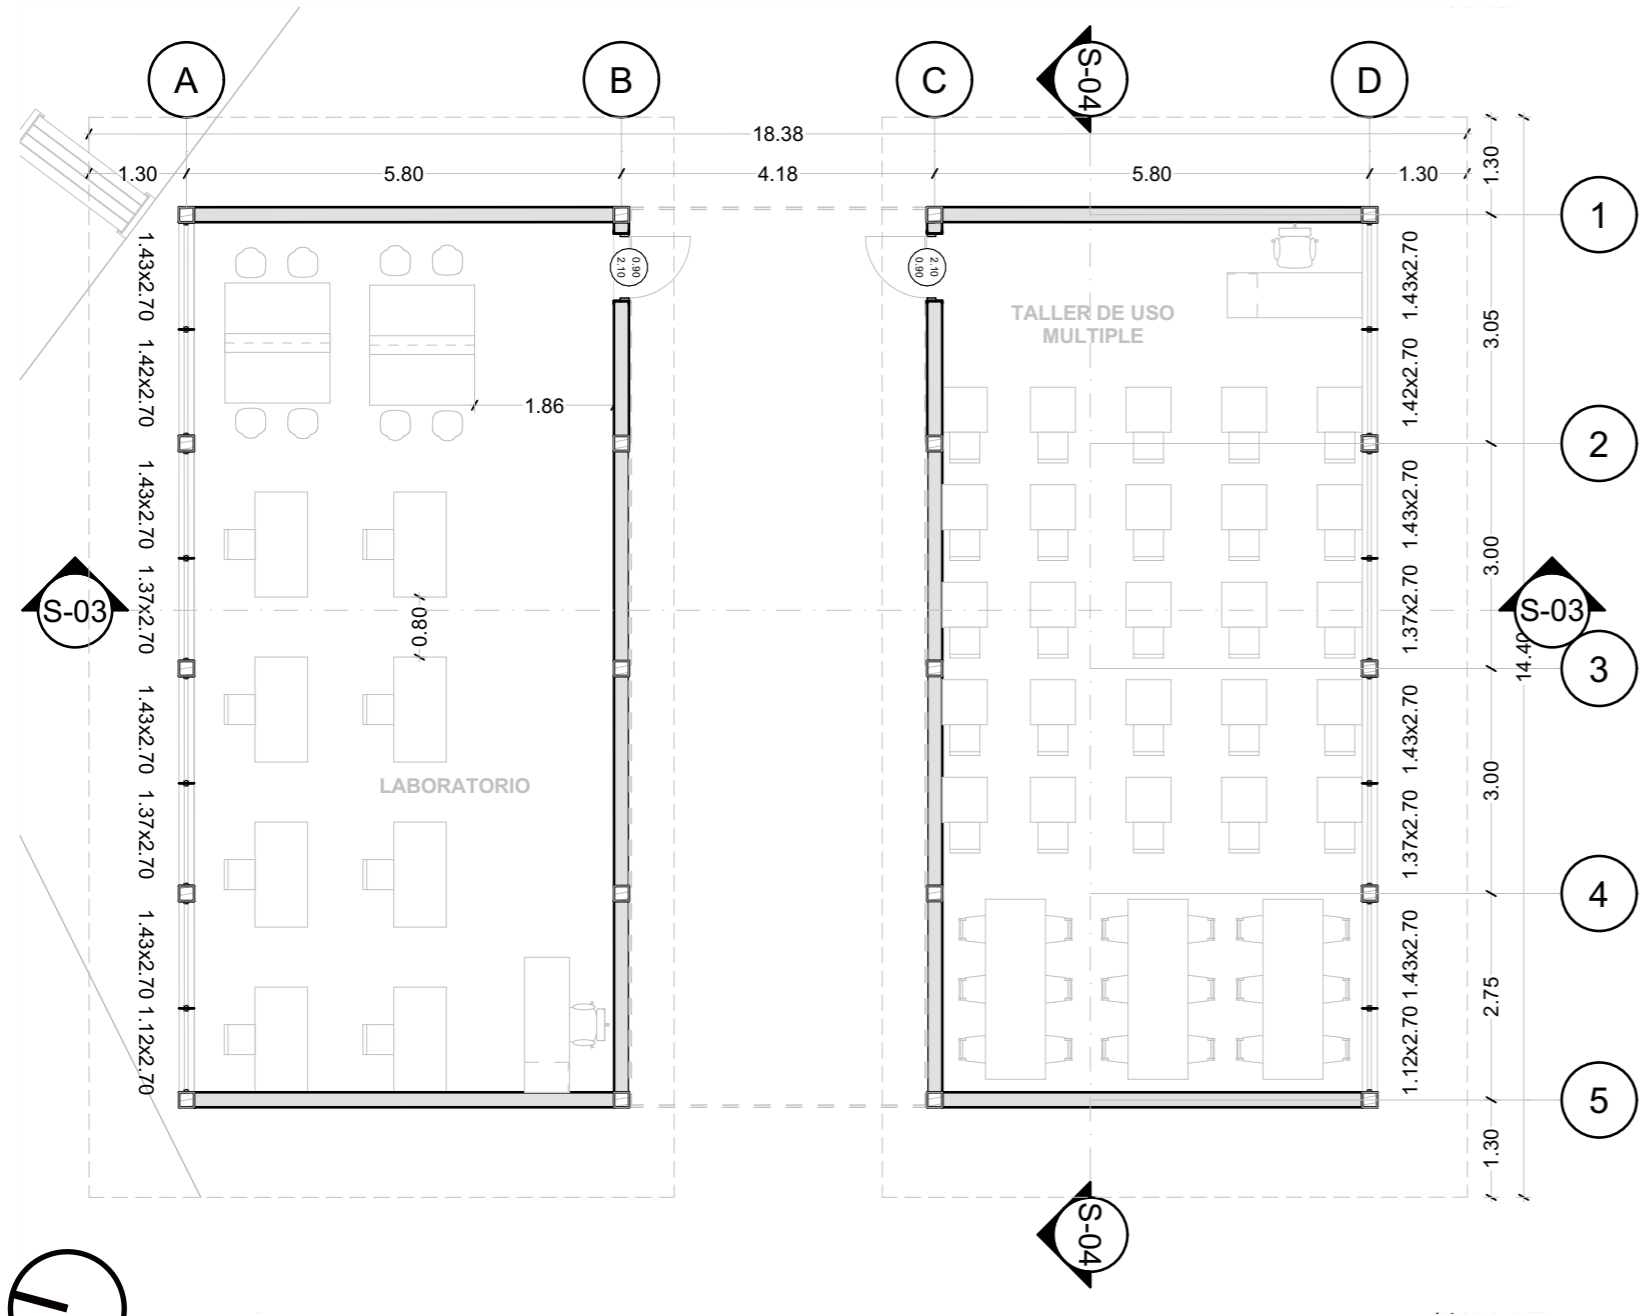 A
B
C
D
S-04
18.38
1.30
5.80
4.18
5.80
1.30
1.30
1
0.90
2.10
2.10
0.90
1.43x2.70
1.43x2.70
TALLER DE USO
MULTIPLE
3.05
1.42x2.70
1.42x2.70
1.86
2
1.43x2.70
1.43x2.70
3.00
1.37x2.70
1.37x2.70
S-03
0.80
S-03
14.40
3
1.43x2.70
1.43x2.70
LABORATORIO
3.00
1.37x2.70
1.37x2.70
4
1.43x2.70
1.43x2.70
2.75
1.12x2.70
1.12x2.70
5
1.30
S-04